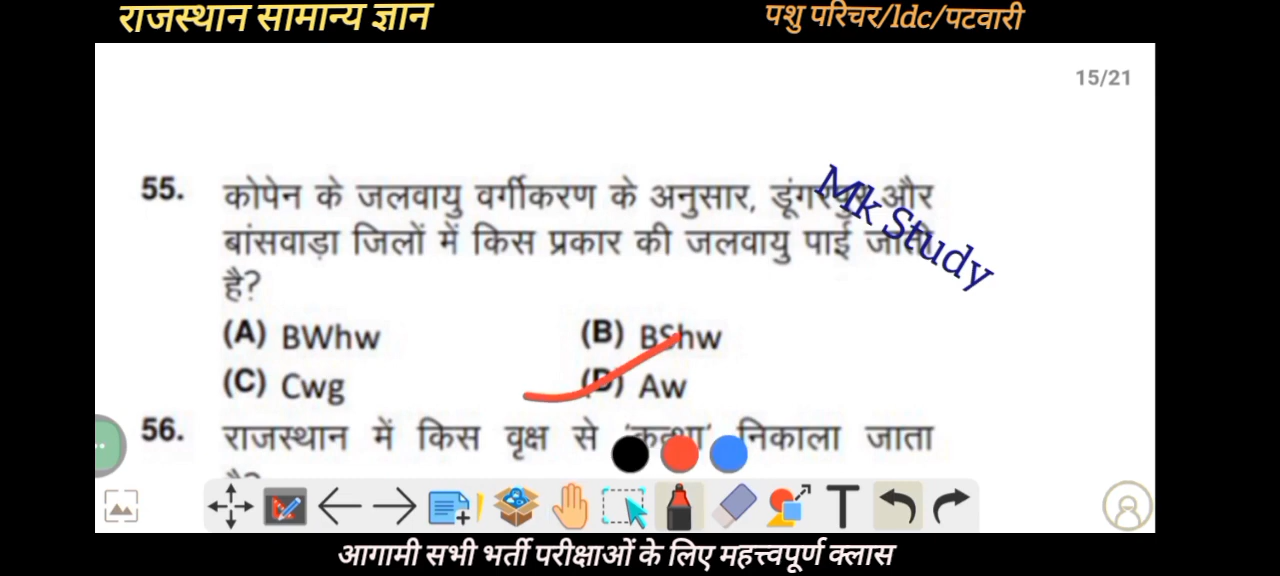 राजस्थान सामान्य ज्ञान
पशु परिचर/ldc/पटवारी
15/21
55. कोपेन के जलवायु वर्गीकरण के अनुसार, डूंगरपुर और
बांसवाड़ा जिलों में किस प्रकार की जलवायु पाई जाती
है?
Mk Study
(A) BWhw (B) BShw
(C) Cwg (D) Aw
56. राजस्थान में किस वृक्ष से 'कत्था' निकाला जाता
T
आगामी सभी भर्ती परीक्षाओं के लिए महत्त्वपूर्ण क्लास